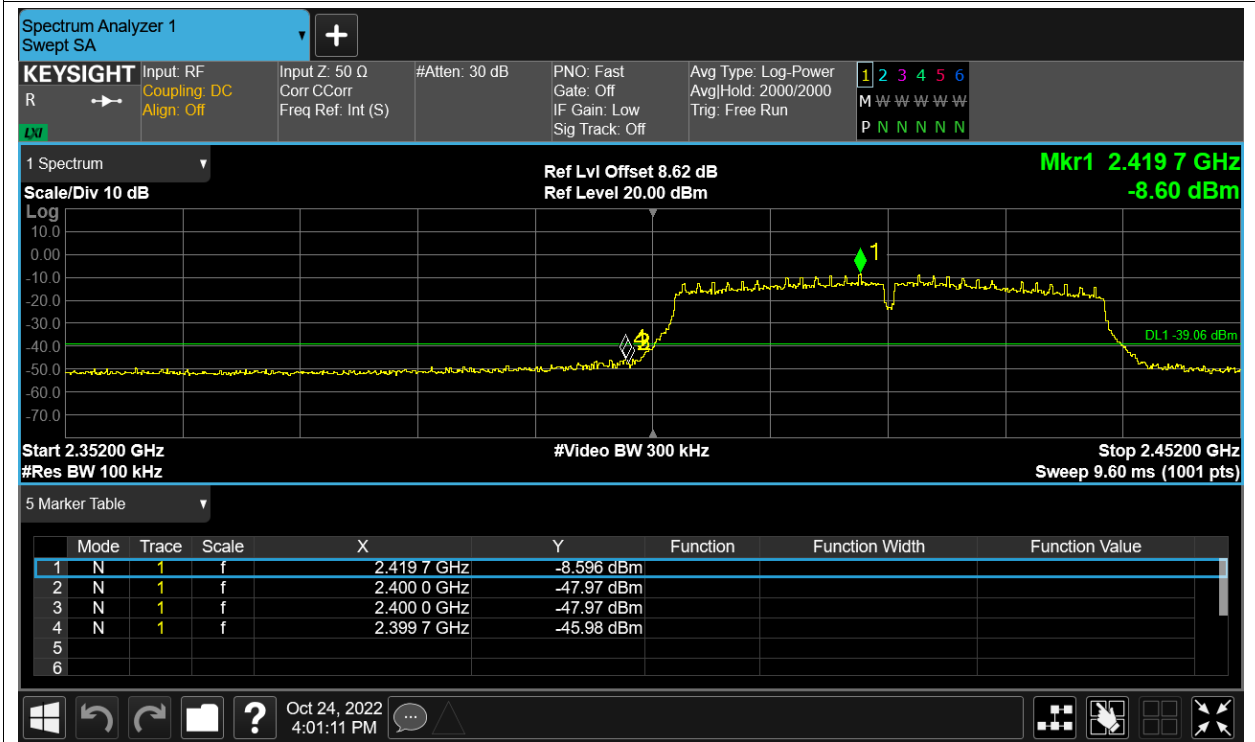 Spectrum Analyzer 1
Swept SA
KEYSIGHT
R
LXI
Input: RF
Coupling: DC
Align: Off
Input Z: 50 Ω
Corr CCorr
Freq Ref: Int (S)
#Atten: 30 dB
PNO: Fast
Gate: Off
IF Gain: Low
Sig Track: Off
Avg Type: Log-Power
Avg|Hold: 2000/2000
Trig: Free Run
1 2 3 4 5 6
M W W W W W
P N N N N N
1 Spectrum
Scale/Div 10 dB
Ref Lvl Offset 8.62 dB
Ref Level 20.00 dBm
Mkr1 2.419 7 GHz
-8.60 dBm
Log
10.0
0.00
-10.0
-20.0
-30.0
-40.0
-50.0
-60.0
-70.0
1
DL1 -39.06 dBm
Start 2.35200 GHz
#Res BW 100 kHz
#Video BW 300 kHz
Stop 2.45200 GHz
Sweep 9.60 ms (1001 pts)
5 Marker Table
Mode Trace Scale X Y Function Function Width Function Value
1 N 1 f 2.419 7 GHz -8.596 dBm
2 N 1 f 2.400 0 GHz -47.97 dBm
3 N 1 f 2.400 0 GHz -47.97 dBm
4 N 1 f 2.399 7 GHz -45.98 dBm
5
6
?
Oct 24, 2022
4:01:11 PM